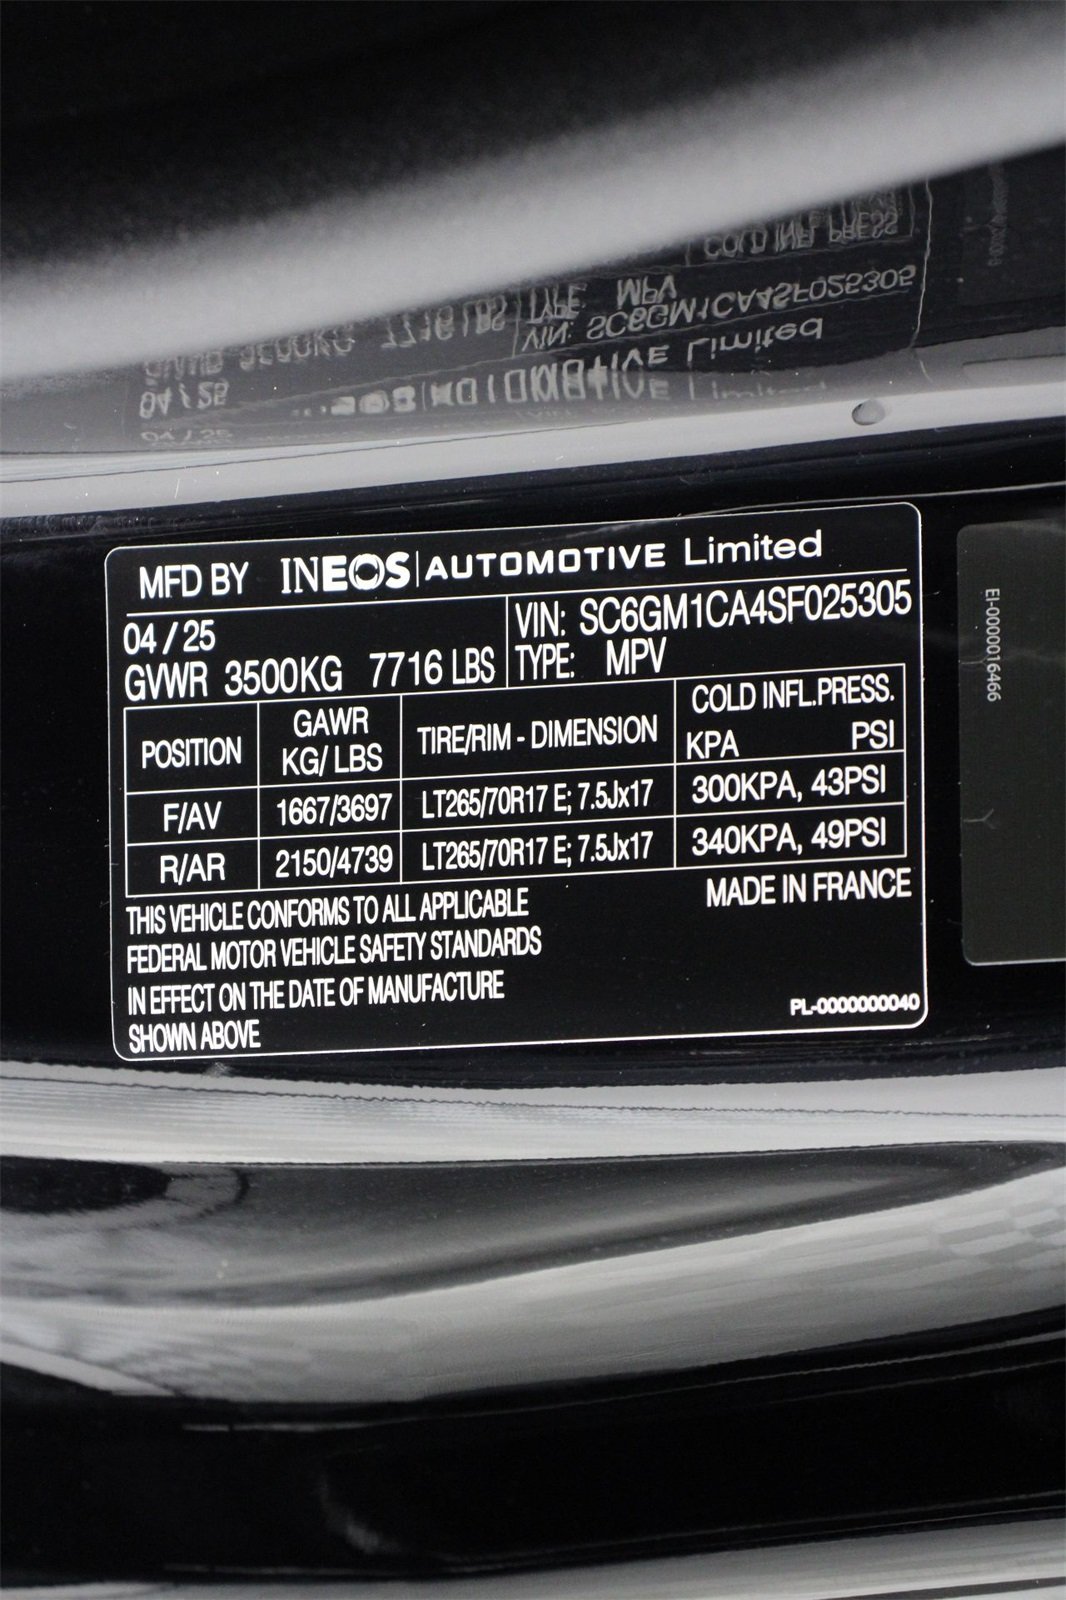 MFD BY INEOS | AUTOMOTIVE Limited
04 / 25
GVWR 3500KG 7716 LBS
VIN: SC6GM1CA4SF025305
TYPE: MPV
POSITION GAWR KG/ LBS TIRE/RIM - DIMENSION COLD INFL.PRESS. KPA PSI
F/AV 1667/3697 LT265/70R17 E; 7.5Jx17 300KPA, 43PSI
R/AR 2150/4739 LT265/70R17 E; 7.5Jx17 340KPA, 49PSI
THIS VEHICLE CONFORMS TO ALL APPLICABLE
FEDERAL MOTOR VEHICLE SAFETY STANDARDS
IN EFFECT ON THE DATE OF MANUFACTURE
SHOWN ABOVE
MADE IN FRANCE
PL-0000000040
EI-0000016466